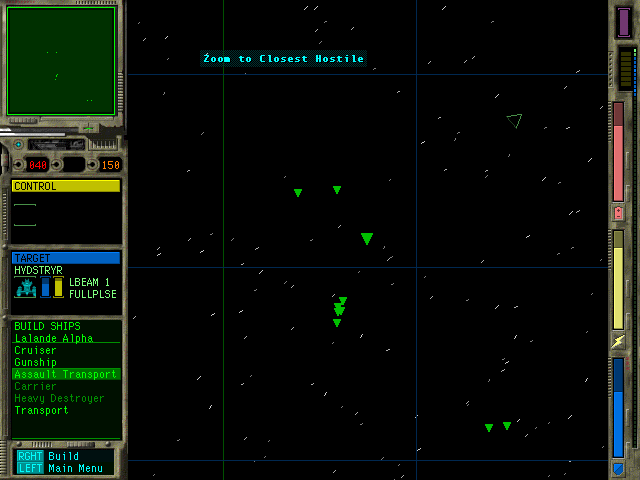 Zoom to Closest Hostile
040 150
CONTROL
TARGET
HVDSTRYR
LBEAM 1
FULLPLSE
BUILD SHIPS
Lalande Alpha
Cruiser
Gunship
Assault Transport
Carrier
Heavy Destroyer
Transport
RGHT Build
LEFT Main Menu